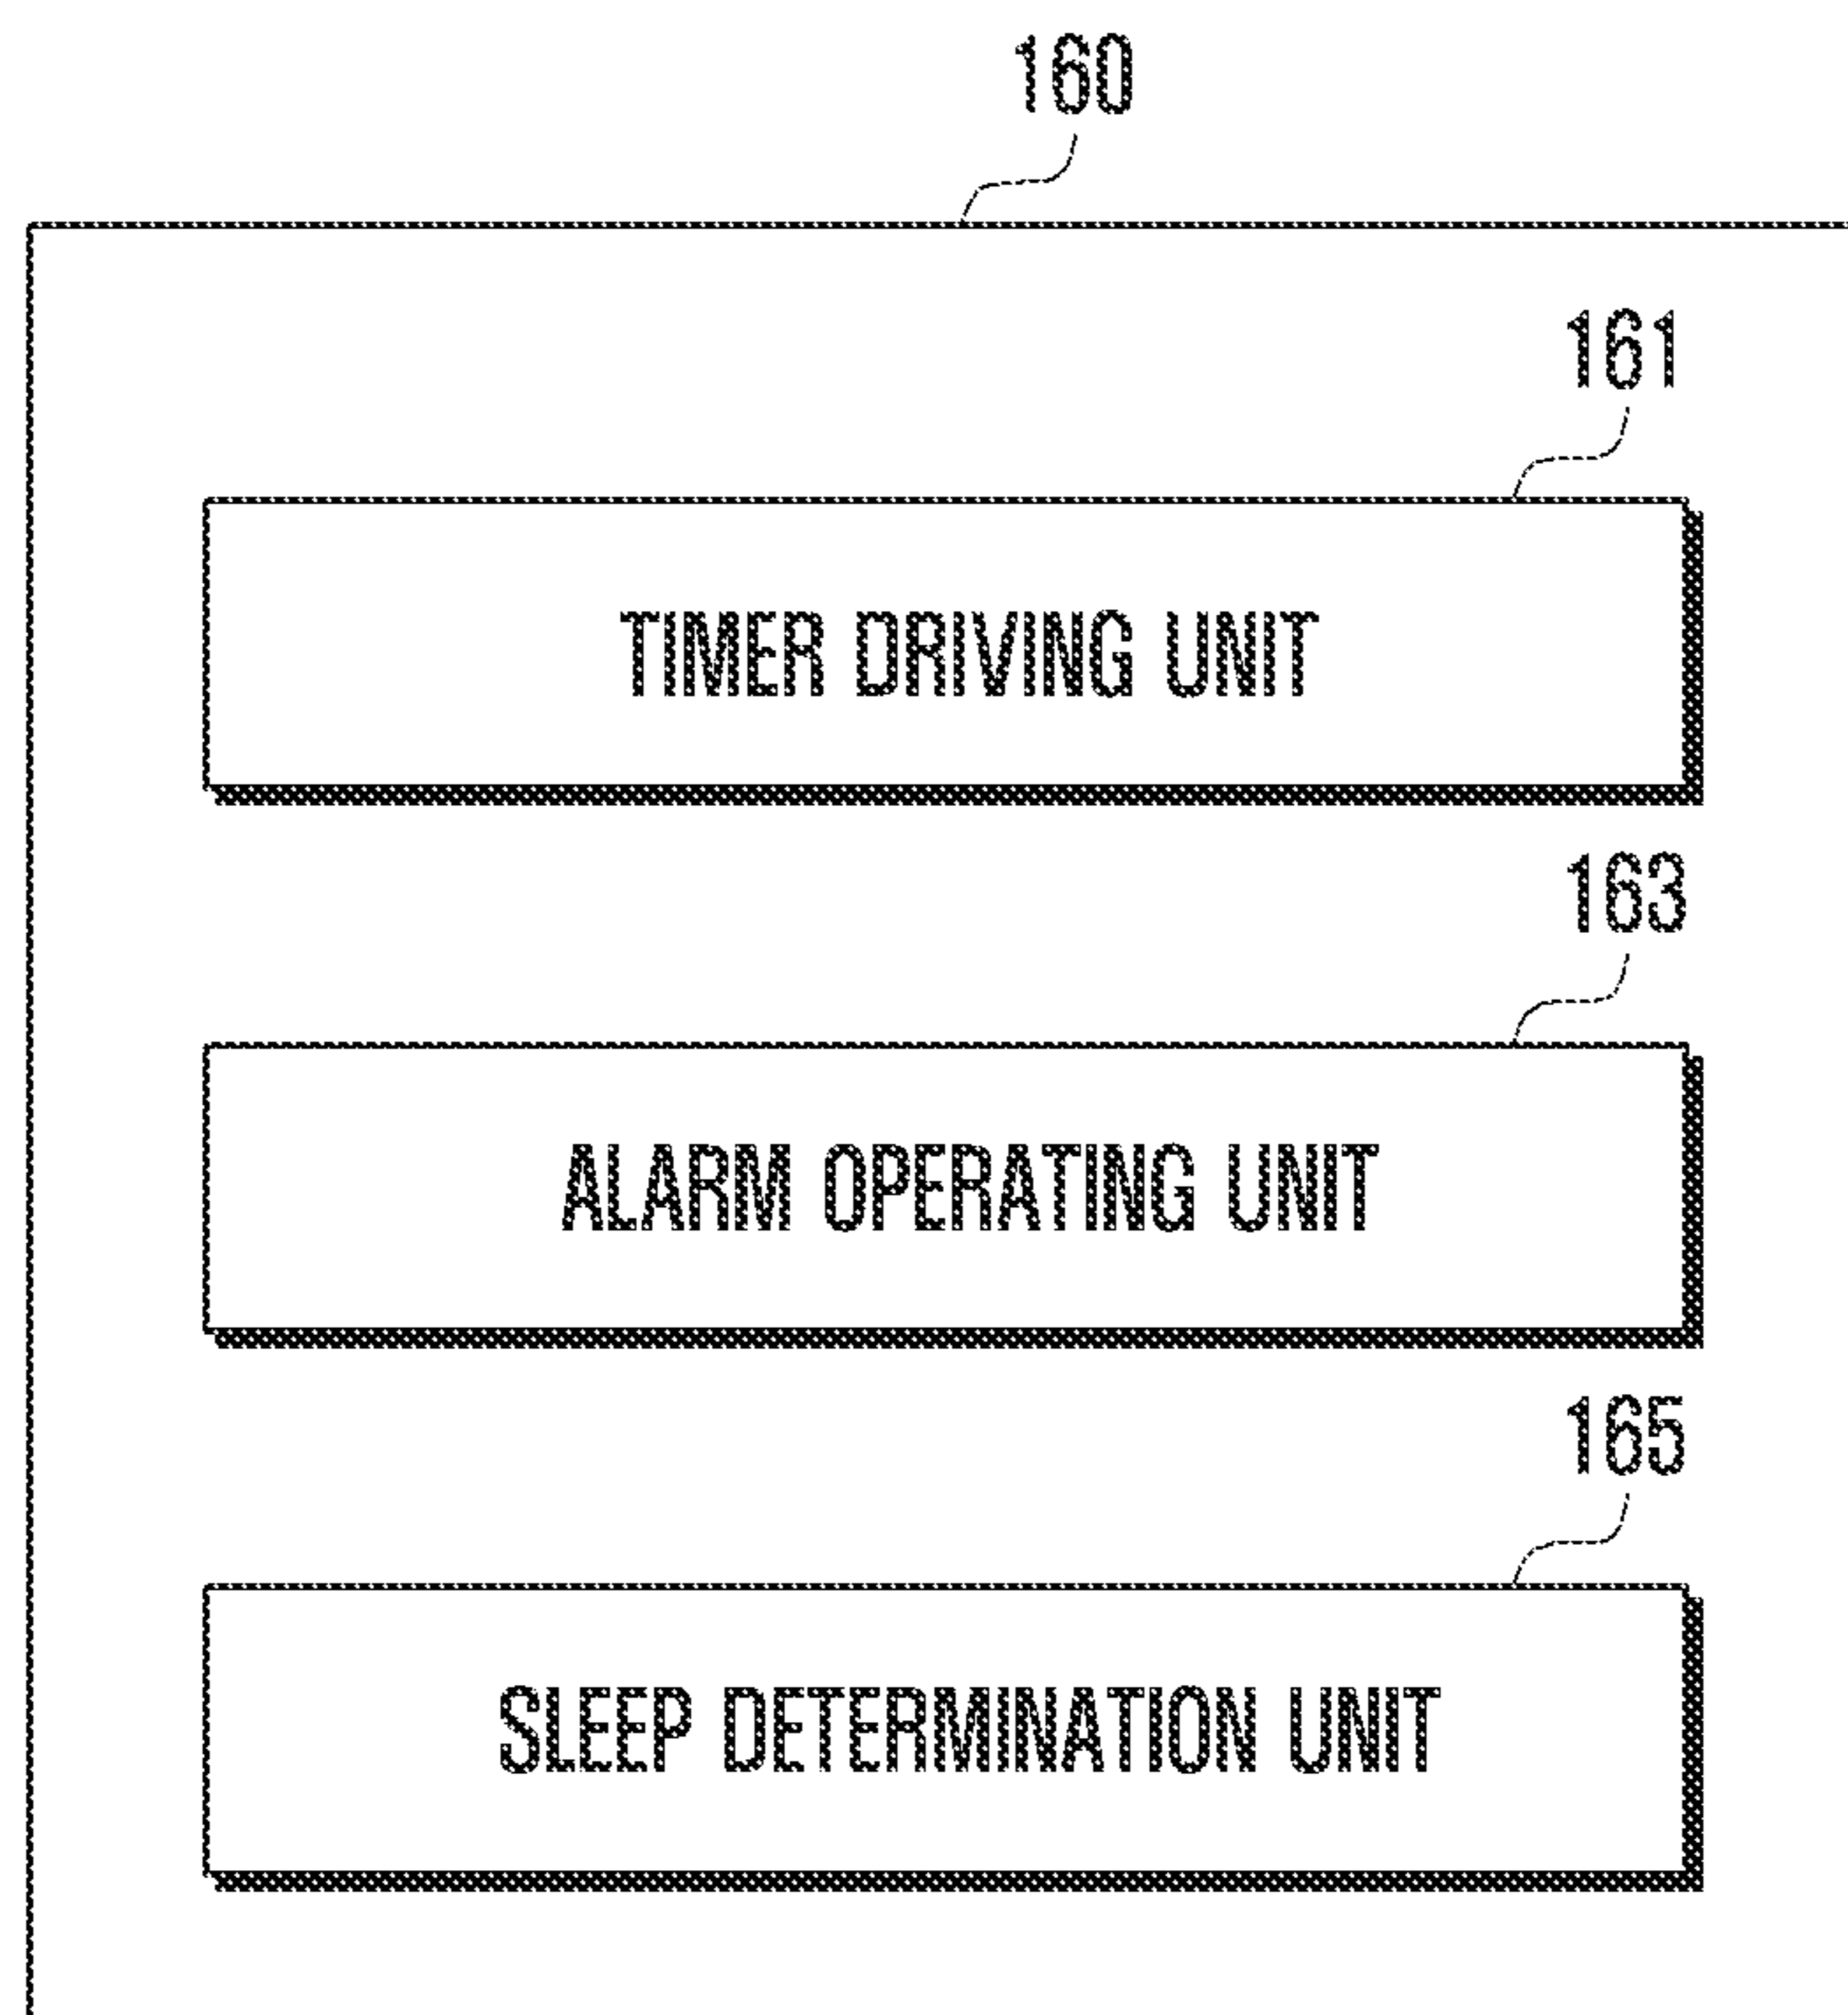 160
161
TIMER DRIVING UNIT
163
ALARM OPERATING UNIT
165
SLEEP DETERMINATION UNIT